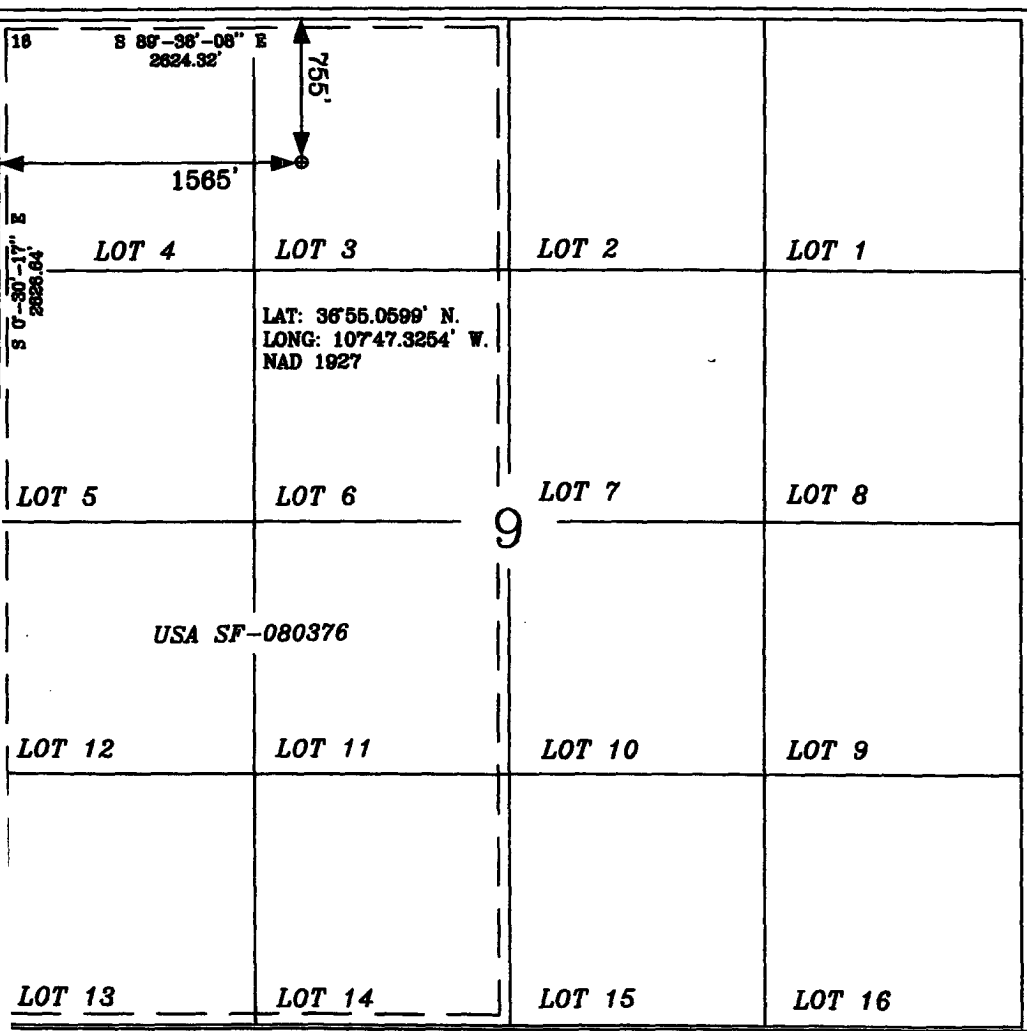 16
S 89°-36'-08" E
2624.32'
755'
1565'
S 0°-30'-17" E
2626.64'
LOT 4
LOT 3
LOT 2
LOT 1
LAT: 36°55.0599' N.
LONG: 107°47.3254' W.
NAD 1927
LOT 5
LOT 6
LOT 7
LOT 8
9
USA SF-080376
LOT 12
LOT 11
LOT 10
LOT 9
LOT 13
LOT 14
LOT 15
LOT 16